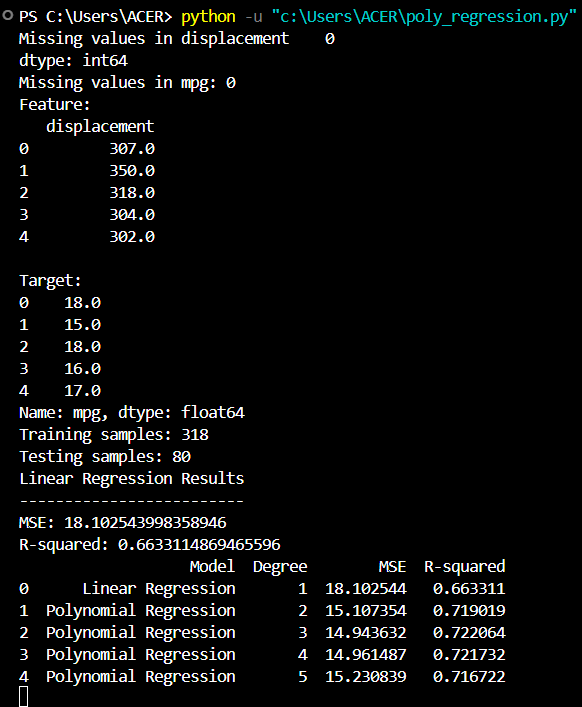 PS C:\Users\ACER> python -u "c:\Users\ACER\poly_regression.py"
Missing values in displacement    0
dtype: int64
Missing values in mpg: 0
Feature:
   displacement
0         307.0
1         350.0
2         318.0
3         304.0
4         302.0

Target:
0    18.0
1    15.0
2    18.0
3    16.0
4    17.0
Name: mpg, dtype: float64
Training samples: 318
Testing samples: 80
Linear Regression Results
-------------------------
MSE: 18.102543998358946
R-squared: 0.6633114869465596
                   Model  Degree        MSE  R-squared
0      Linear Regression       1  18.102544   0.663311
1  Polynomial Regression       2  15.107354   0.719019
2  Polynomial Regression       3  14.943632   0.722064
3  Polynomial Regression       4  14.961487   0.721732
4  Polynomial Regression       5  15.230839   0.716722